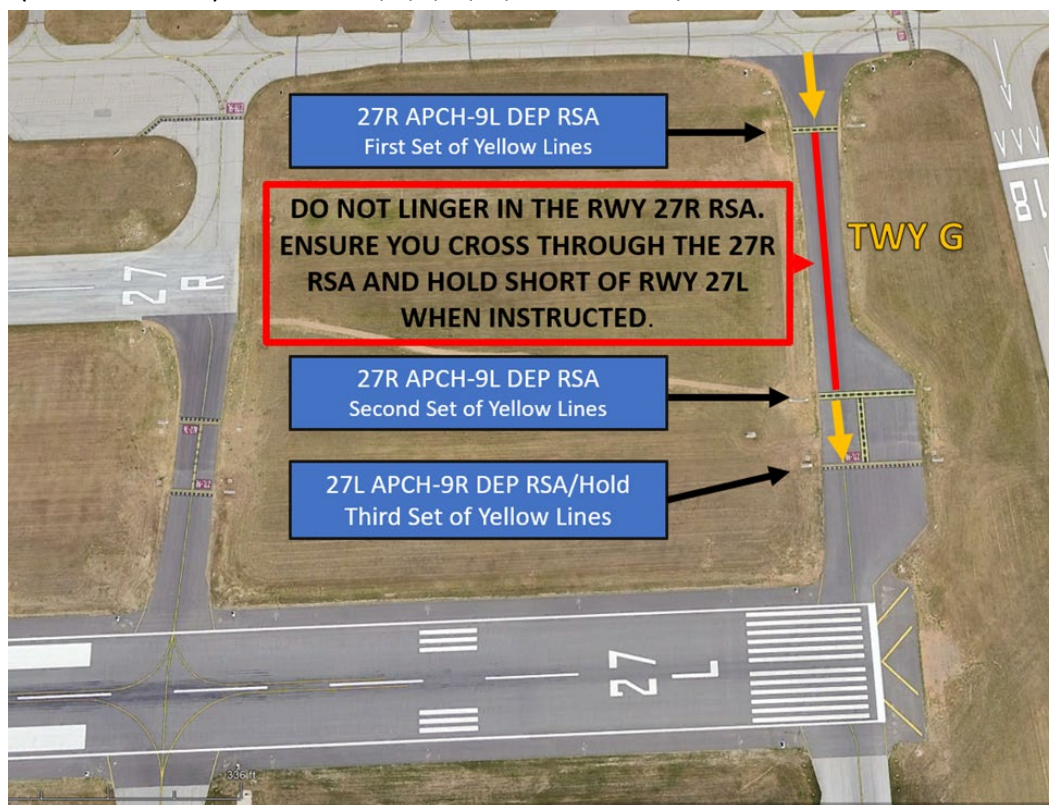 27R APCH-9L DEP RSA
First Set of Yellow Lines
DO NOT LINGER IN THE RWY 27R RSA.
ENSURE YOU CROSS THROUGH THE 27R
RSA AND HOLD SHORT OF RWY 27L
WHEN INSTRUCTED.
TWY G
18
27
R
27R APCH-9L DEP RSA
Second Set of Yellow Lines
27L APCH-9R DEP RSA/Hold
Third Set of Yellow Lines
27
L
336 ft